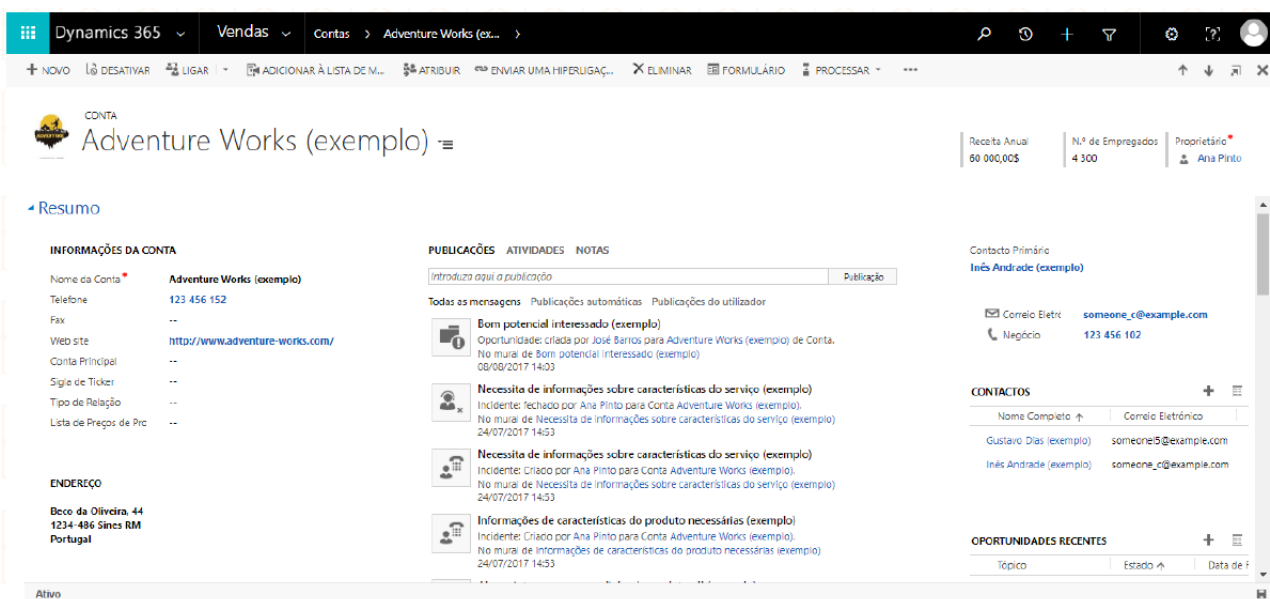 Dynamics 365 Vendas Contas > Adventure Works (ex... >
NOVO DESATIVAR LIGAR ADICIONAR À LISTA DE M... ATRIBUIR ENVIAR UMA HIPERLIGAÇ... ELIMINAR FORMULÁRIO PROCESSAR ...
CONTA
Adventure Works (exemplo)
Receita Anual
60 000,00$
N.º de Empregados
4 300
Proprietário*
Ana Pinto
Resumo
INFORMAÇÕES DA CONTA
Nome da Conta* Adventure Works (exemplo)
Telefone 123 456 152
Fax --
Web site http://www.adventure-works.com/
Conta Principal --
Sigla de Ticker --
Tipo de Relação --
Lista de Preços de Prc --
ENDEREÇO
Beco da Oliveira, 44
1234-486 Sines RM
Portugal
PUBLICAÇÕES ATIVIDADES NOTAS
Introduza aqui a publicação Publicação
Todas as mensagens Publicações automáticas Publicações do utilizador
Bom potencial interessado (exemplo)
Oportunidade: criada por José Barros para Adventure Works (exemplo) de Conta.
No mural de Bom potencial interessado (exemplo)
08/08/2017 14:03
Necessita de informações sobre características do serviço (exemplo)
Incidente: fechado por Ana Pinto para Conta Adventure Works (exemplo).
No mural de Necessita de informações sobre características do serviço (exemplo)
24/07/2017 14:53
Necessita de informações sobre características do serviço (exemplo)
Incidente: Criado por Ana Pinto para Conta Adventure Works (exemplo).
No mural de Necessita de informações sobre características do serviço (exemplo)
24/07/2017 14:53
Informações de características do produto necessárias (exemplo)
Incidente: Criado por Ana Pinto para Conta Adventure Works (exemplo).
No mural de Informações de características do produto necessárias (exemplo)
24/07/2017 14:53
Contacto Primário
Inês Andrade (exemplo)
Correio Eletró someone_c@example.com
Negócio 123 456 102
CONTACTOS
Nome Completo Correio Eletrónico
Gustavo Dias (exemplo) someonei5@example.com
Inês Andrade (exemplo) someone_c@example.com
OPORTUNIDADES RECENTES
Tópico Estado Data de F
Ativo